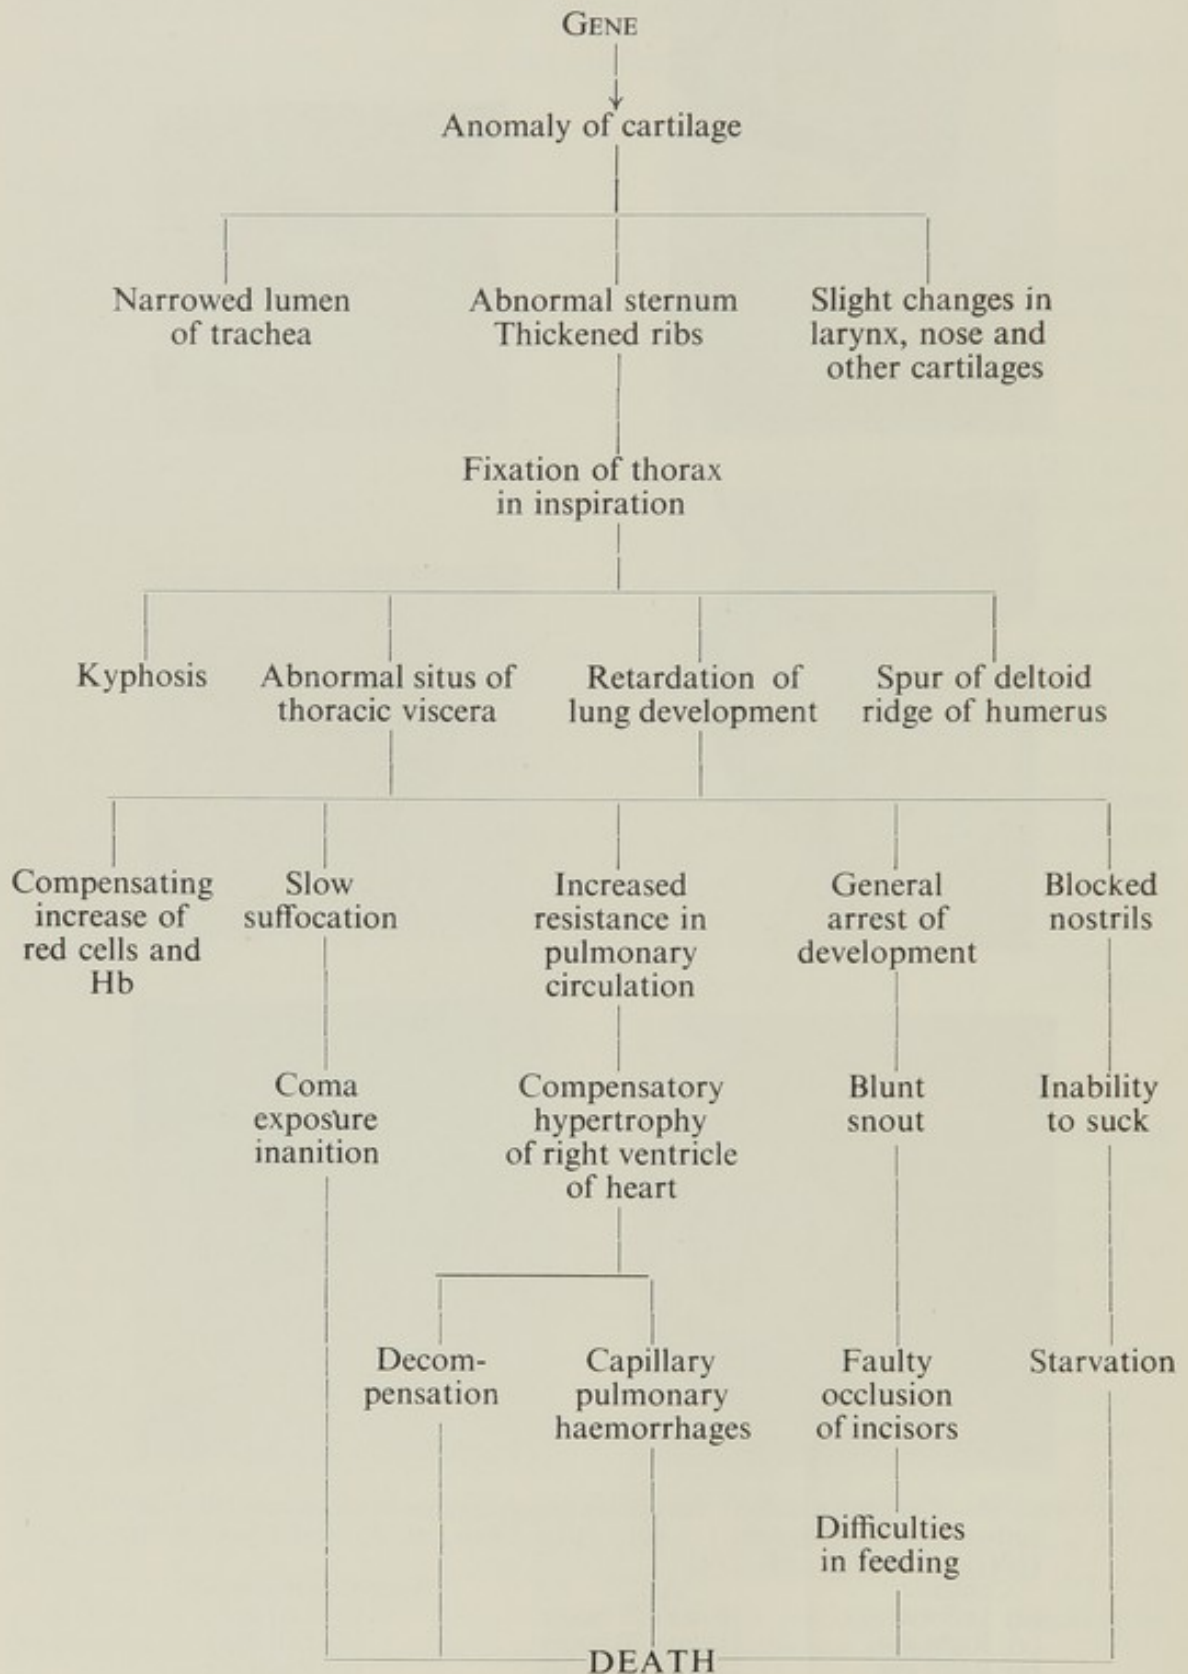 GENE
Anomaly of cartilage
Narrowed lumen
of trachea
Abnormal sternum
Thickened ribs
Slight changes in
larynx, nose and
other cartilages
Fixation of thorax
in inspiration
Kyphosis
Abnormal situs of
thoracic viscera
Retardation of
lung development
Spur of deltoid
ridge of humerus
Compensating
increase of
red cells and
Hb
Slow
suffocation
Increased
resistance in
pulmonary
circulation
General
arrest of
development
Blocked
nostrils
Coma
exposure
inanition
Compensatory
hypertrophy
of right ventricle
of heart
Blunt
snout
Inability
to suck
Decom-
pensation
Capillary
pulmonary
haemorrhages
Faulty
occlusion
of incisors
Starvation
Difficulties
in feeding
DEATH